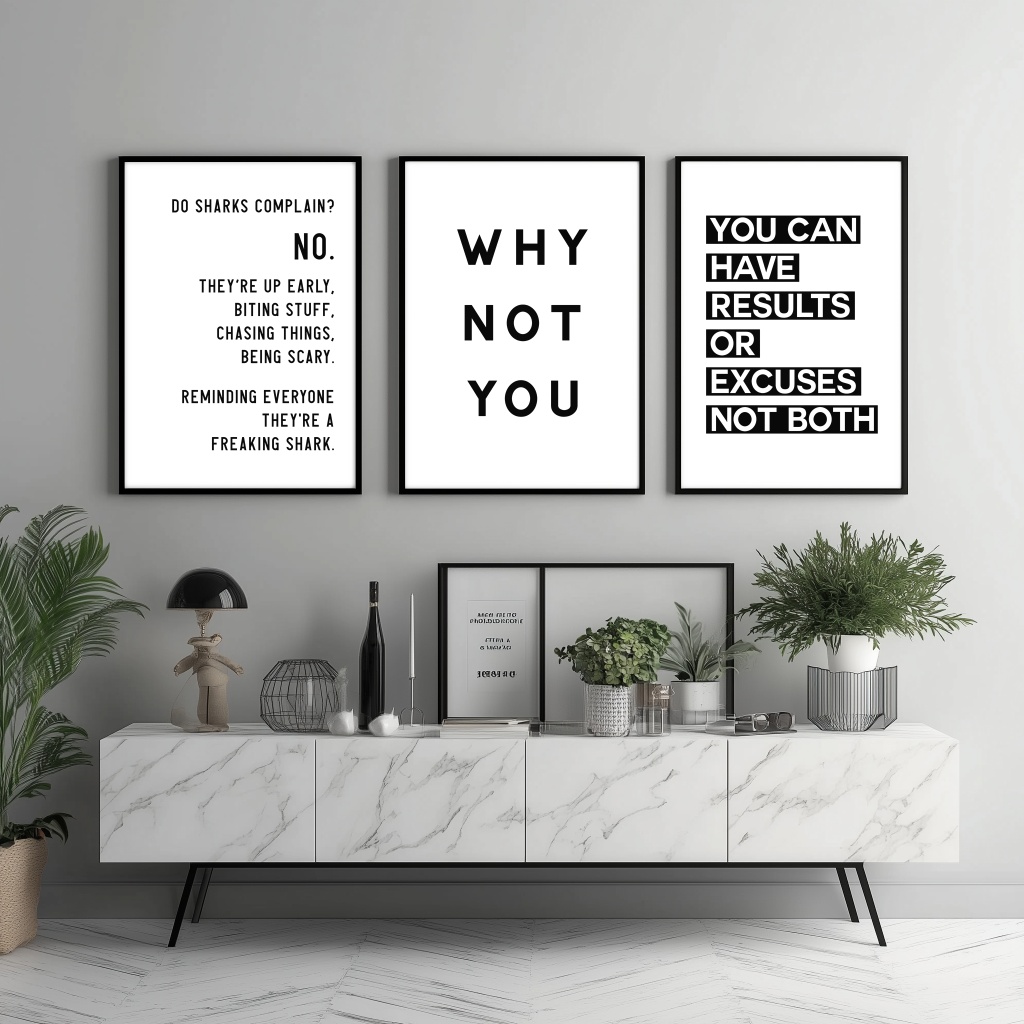 DO SHARKS COMPLAIN?
NO.
THEY'RE UP EARLY,
BITING STUFF,
CHASING THINGS,
BEING SCARY.
REMINDING EVERYONE
THEY'RE A
FREAKING SHARK.
WHY
NOT
YOU
YOU CAN
HAVE
RESULTS
OR
EXCUSES
NOT BOTH